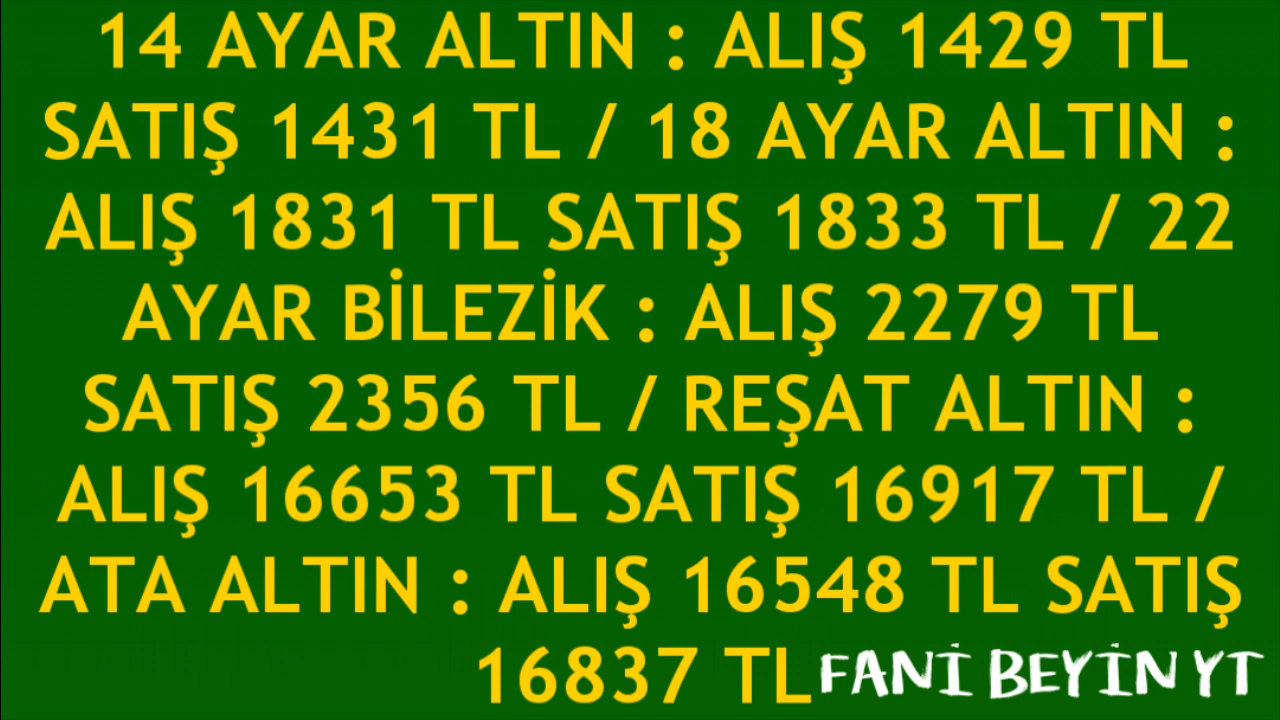 14 AYAR ALTIN : ALIŞ 1429 TL
SATIŞ 1431 TL / 18 AYAR ALTIN :
ALIŞ 1831 TL SATIŞ 1833 TL / 22
AYAR BİLEZİK : ALIŞ 2279 TL
SATIŞ 2356 TL / REŞAT ALTIN :
ALIŞ 16653 TL SATIŞ 16917 TL /
ATA ALTIN : ALIŞ 16548 TL SATIŞ
16837 TL
FANİ BEYİN YT